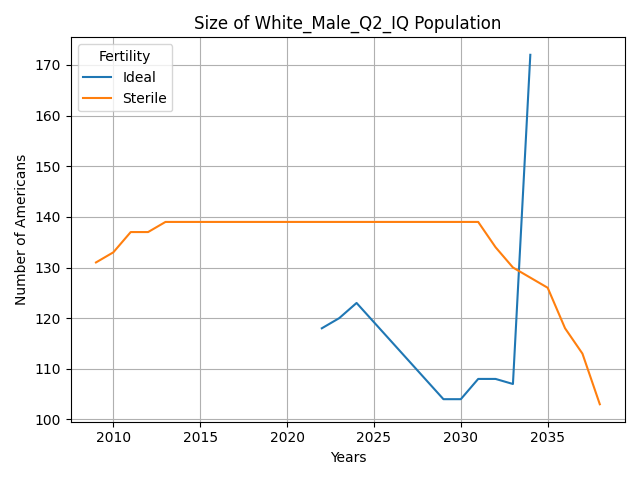 Size of White_Male_Q2_IQ Population
Fertility
Ideal
Sterile
Number of Americans
170
160
150
140
130
120
110
100
2010
2015
2020
2025
2030
2035
Years